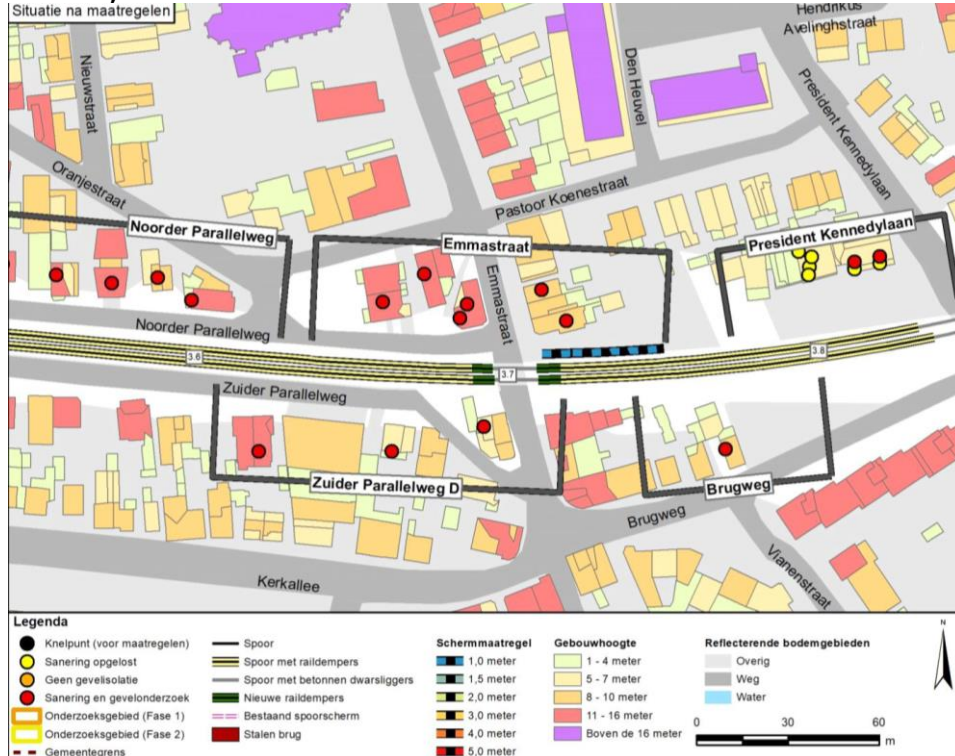 Situatie na maatregelen
Hendrikus
Avelinghstraat
Nieuwstraat
Den Heuvel
President Kennedylaan
Oranjestraat
Pastoor Koenestraat
Noorder Parallelweg
Emmastraat
President Kennedylaan
Emmastraat
Noorder Parallelweg
3.6
3.7
3.8
Zuider Parallelweg
Zuider Parallelweg D
Brugweg
Brugweg
Vianenstraat
Kerkallee
Legenda
Knelpunt (voor maatregelen)
Sanering opgelost
Geen gevelisolatie
Sanering en gevelonderzoek
Onderzoeksgebied (Fase 1)
Onderzoeksgebied (Fase 2)
Gemeentegrens
Spoor
Spoor met raildempers
Spoor met betonnen dwarsliggers
Nieuwe raildempers
Bestaand spoorscherm
Stalen brug
Schermmaatregel
1,0 meter
1,5 meter
2,0 meter
3,0 meter
4,0 meter
5,0 meter
Gebouwhoogte
1 - 4 meter
5 - 7 meter
8 - 10 meter
11 - 16 meter
Boven de 16 meter
Reflecterende bodemgebieden
Overig
Weg
Water
N
0 30 60
m